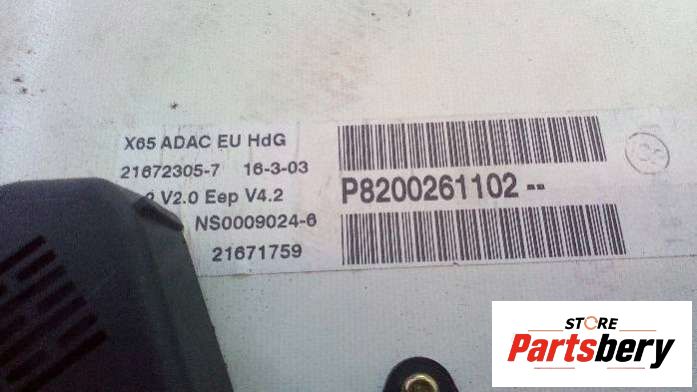 X65 ADAC EU HdG
21672305-7 16-3-03
V2.0 Eep V4.2
NS0009024-6
21671759
P8200261102--
STORE
Partsbery